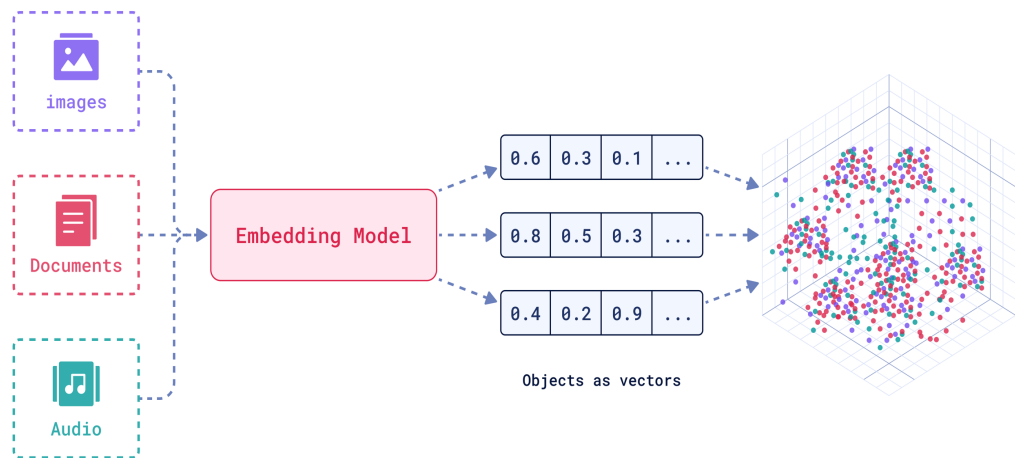 images
Documents
Audio
Embedding Model
0.6 0.3 0.1 ...
0.8 0.5 0.3 ...
0.4 0.2 0.9 ...
Objects as vectors